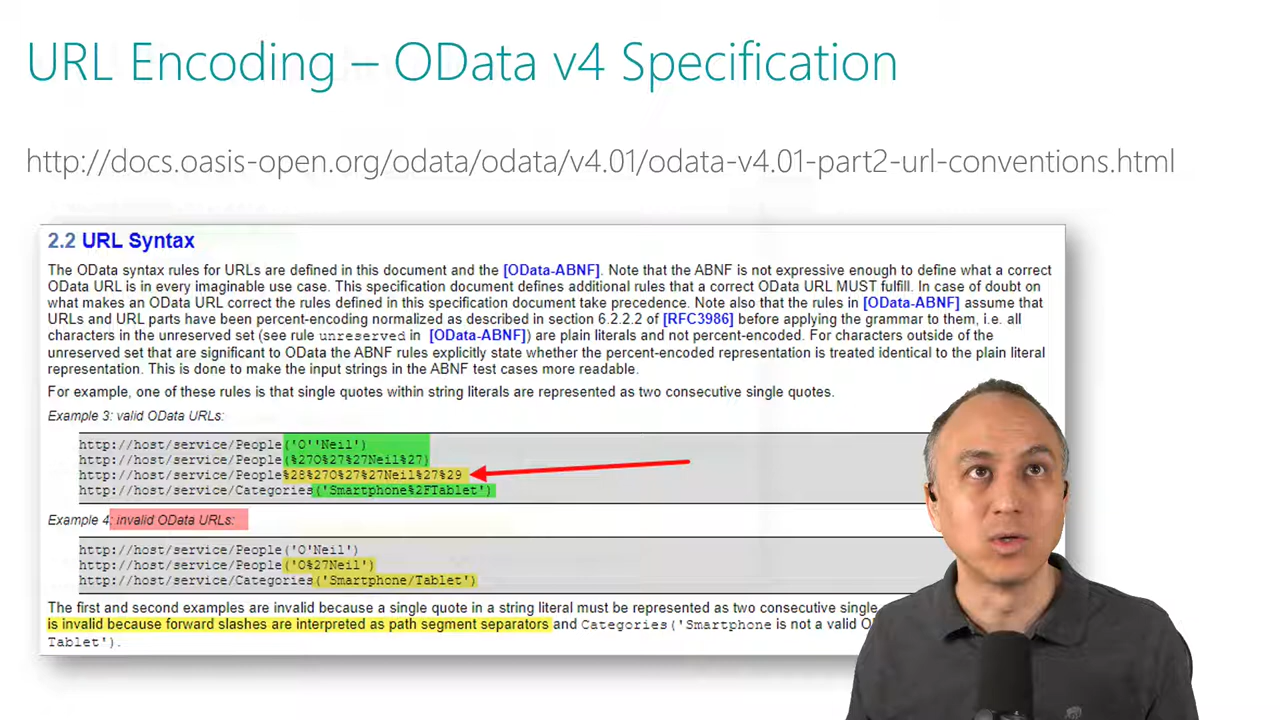 URL Encoding – OData v4 Specification
http://docs.oasis-open.org/odata/odata/v4.01/odata-v4.01-part2-url-conventions.html
2.2 URL Syntax
The OData syntax rules for URLs are defined in this document and the [OData-ABNF]. Note that the ABNF is not expressive enough to define what a correct
OData URL is in every imaginable use case. This specification document defines additional rules that a correct OData URL MUST fulfill. In case of doubt on
what makes an OData URL correct the rules defined in this specification document take precedence. Note also that the rules in [OData-ABNF] assume that
URLs and URL parts have been percent-encoding normalized as described in section 6.2.2.2 of [RFC3986] before applying the grammar to them, i.e. all
characters in the unreserved set (see rule unreserved in [OData-ABNF]) are plain literals and not percent-encoded. For characters outside of the
unreserved set that are significant to OData the ABNF rules explicitly state whether the percent-encoded representation is treated identical to the plain literal
representation. This is done to make the input strings in the ABNF test cases more readable.
For example, one of these rules is that single quotes within string literals are represented as two consecutive single quotes.
Example 3: valid OData URLs:
http://host/service/People('O''Neil')
http://host/service/People(%27O%27%27Neil%27)
http://host/service/People%28%27O%27%27Neil%27%29
http://host/service/Categories('Smartphone%2FTablet')
Example 4: invalid OData URLs:
http://host/service/People('O'Neil')
http://host/service/People('O%27Neil')
http://host/service/Categories('Smartphone/Tablet')
The first and second examples are invalid because a single quote in a string literal must be represented as two consecutive single
is invalid because forward slashes are interpreted as path segment separators and Categories('Smartphone is not a valid O
Tablet').